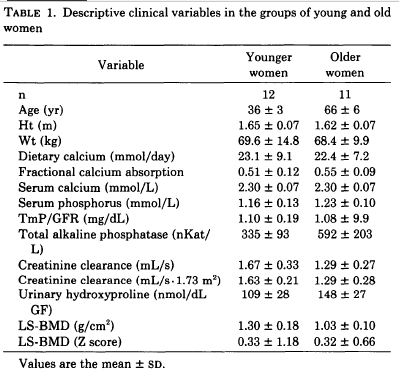 TABLE 1. Descriptive clinical variables in the groups of young and old
women
Variable Younger women Older women
n 12 11
Age (yr) 36 ± 3 66 ± 6
Ht (m) 1.65 ± 0.07 1.62 ± 0.07
Wt (kg) 69.6 ± 14.8 68.4 ± 9.9
Dietary calcium (mmol/day) 23.1 ± 9.1 22.4 ± 7.2
Fractional calcium absorption 0.51 ± 0.12 0.55 ± 0.09
Serum calcium (mmol/L) 2.30 ± 0.07 2.30 ± 0.07
Serum phosphorus (mmol/L) 1.16 ± 0.13 1.23 ± 0.10
TmP/GFR (mg/dL) 1.10 ± 0.19 1.08 ± 9.9
Total alkaline phosphatase (nKat/ 335 ± 93 592 ± 203
L)
Creatinine clearance (mL/s) 1.67 ± 0.33 1.29 ± 0.27
Creatinine clearance (mL/s·1.73 m²) 1.63 ± 0.21 1.29 ± 0.28
Urinary hydroxyproline (nmol/dL 109 ± 28 148 ± 27
GF)
LS-BMD (g/cm²) 1.30 ± 0.18 1.03 ± 0.10
LS-BMD (Z score) 0.33 ± 1.18 0.32 ± 0.66
Values are the mean ± SD.